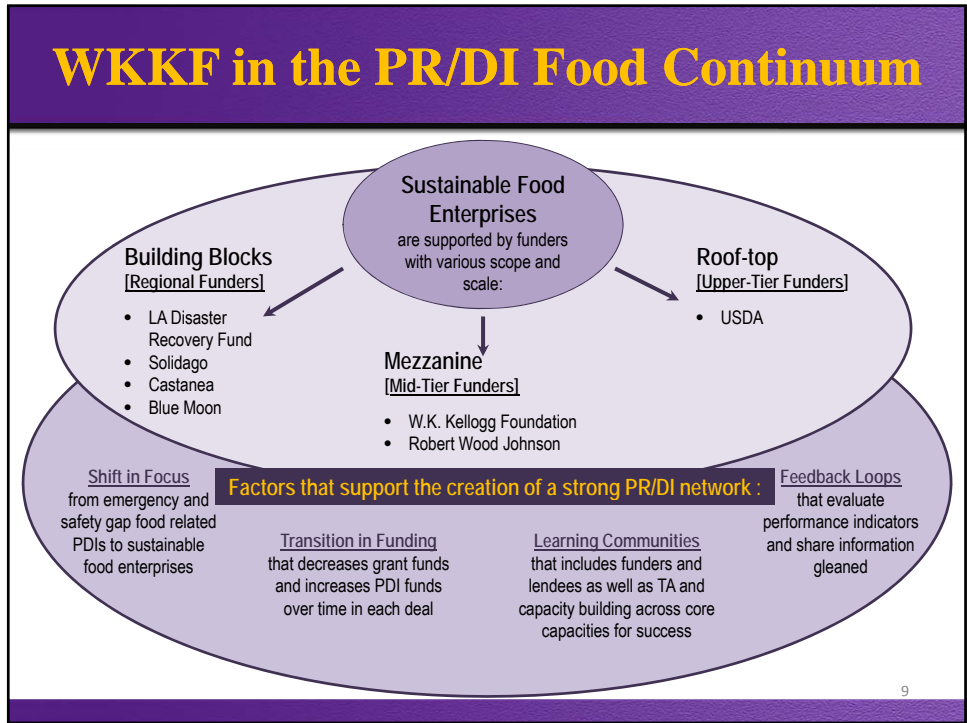 WKKF in the PR/DI Food Continuum
Sustainable Food
Enterprises
are supported by funders
with various scope and
scale:
Building Blocks
[Regional Funders]
• LA Disaster
Recovery Fund
• Solidago
• Castanea
• Blue Moon
Mezzanine
[Mid-Tier Funders]
• W.K. Kellogg Foundation
• Robert Wood Johnson
Roof-top
[Upper-Tier Funders]
• USDA
Factors that support the creation of a strong PR/DI network :
Shift in Focus
from emergency and
safety gap food related
PDIs to sustainable
food enterprises
Transition in Funding
that decreases grant funds
and increases PDI funds
over time in each deal
Learning Communities
that includes funders and
lendees as well as TA and
capacity building across core
capacities for success
Feedback Loops
that evaluate
performance indicators
and share information
gleaned
9